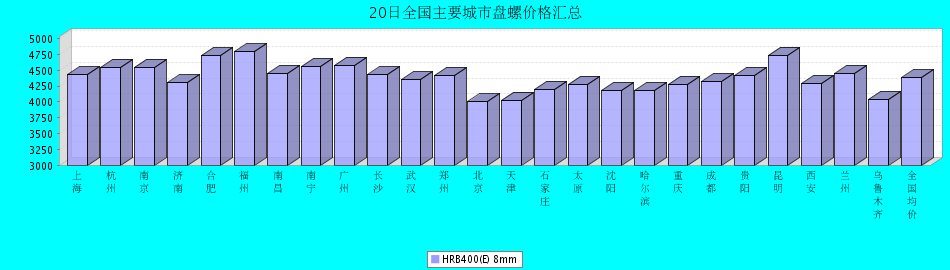 20日全国主要城市盘螺价格汇总
5000
4750
4500
4250
4000
3750
3500
3250
3000
上海
杭州
南京
济南
合肥
福州
南昌
南宁
广州
长沙
武汉
郑州
北京
天津
石家庄
太原
沈阳
哈尔滨
重庆
成都
贵阳
昆明
西安
兰州
乌鲁木齐
全国均价
HRB400(E) 8mm